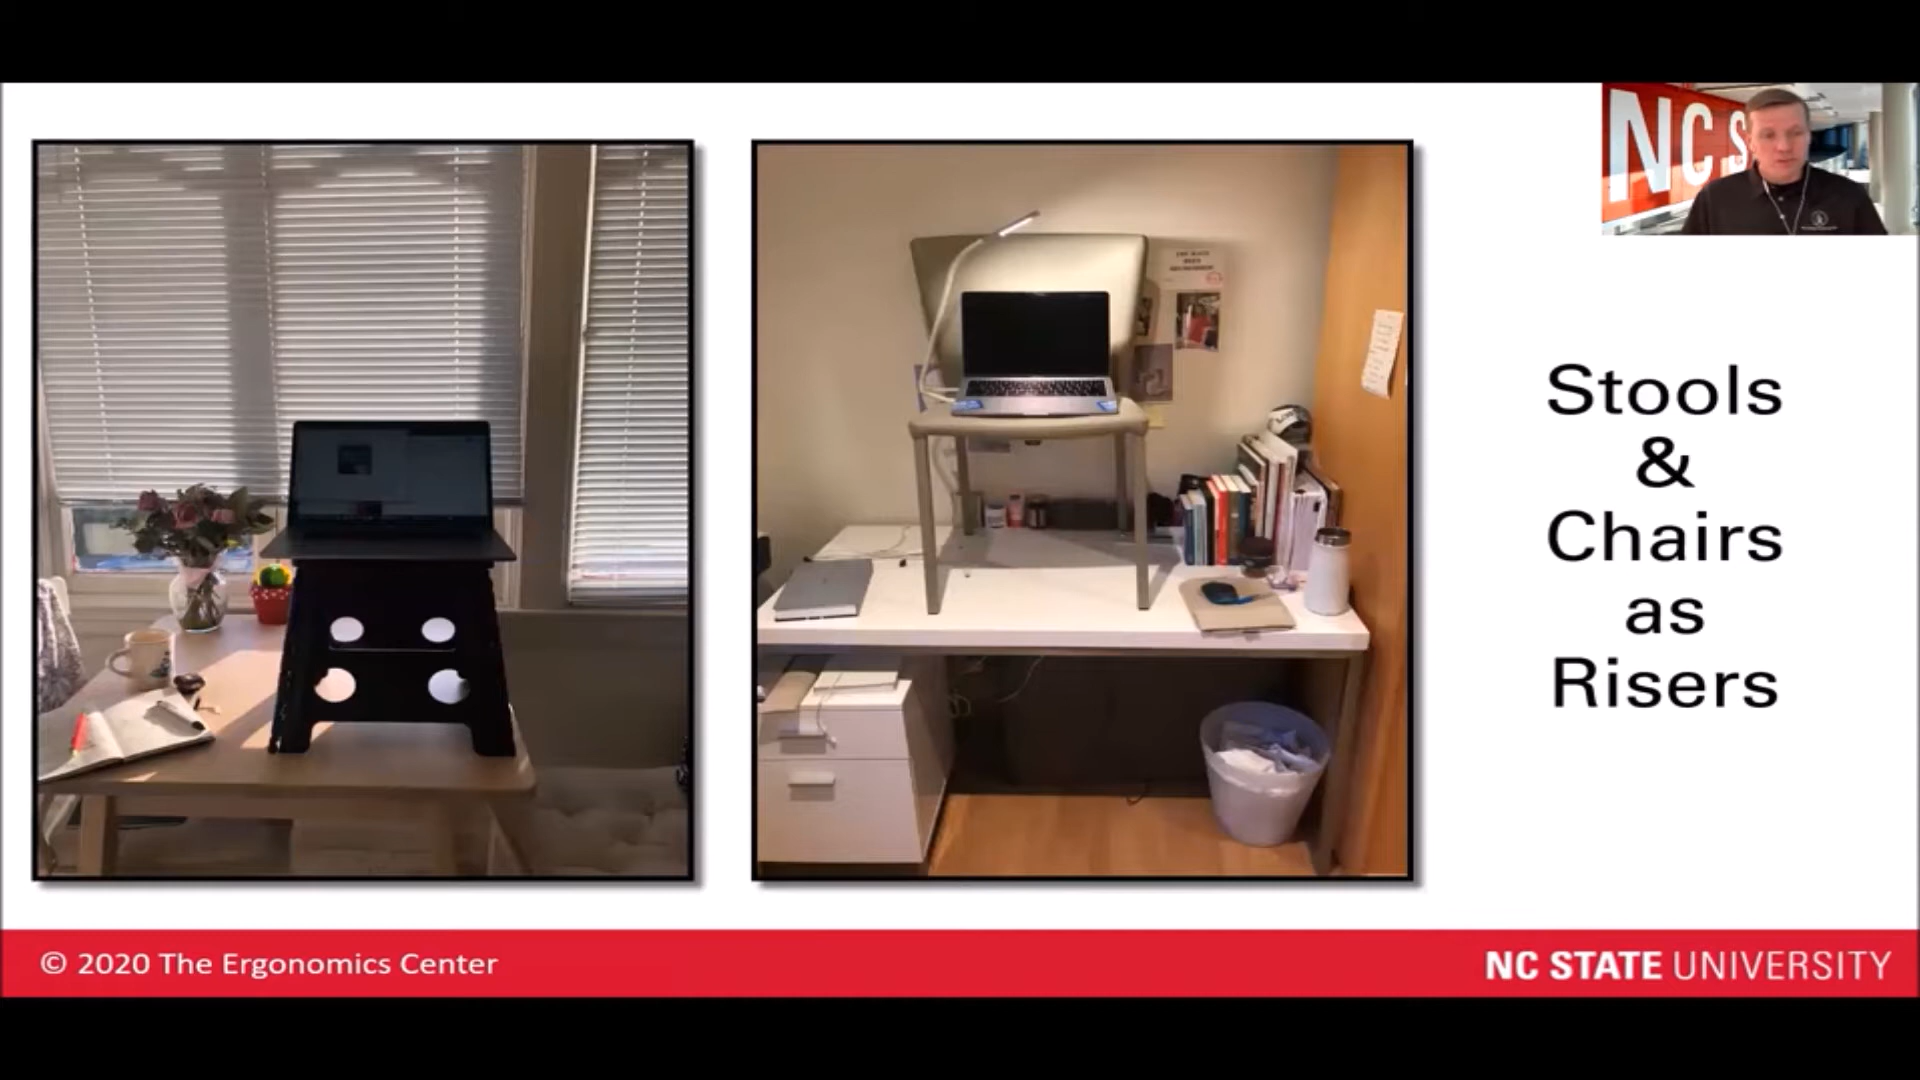 NC S
Stools
&
Chairs
as
Risers
© 2020 The Ergonomics Center
NC STATE UNIVERSITY